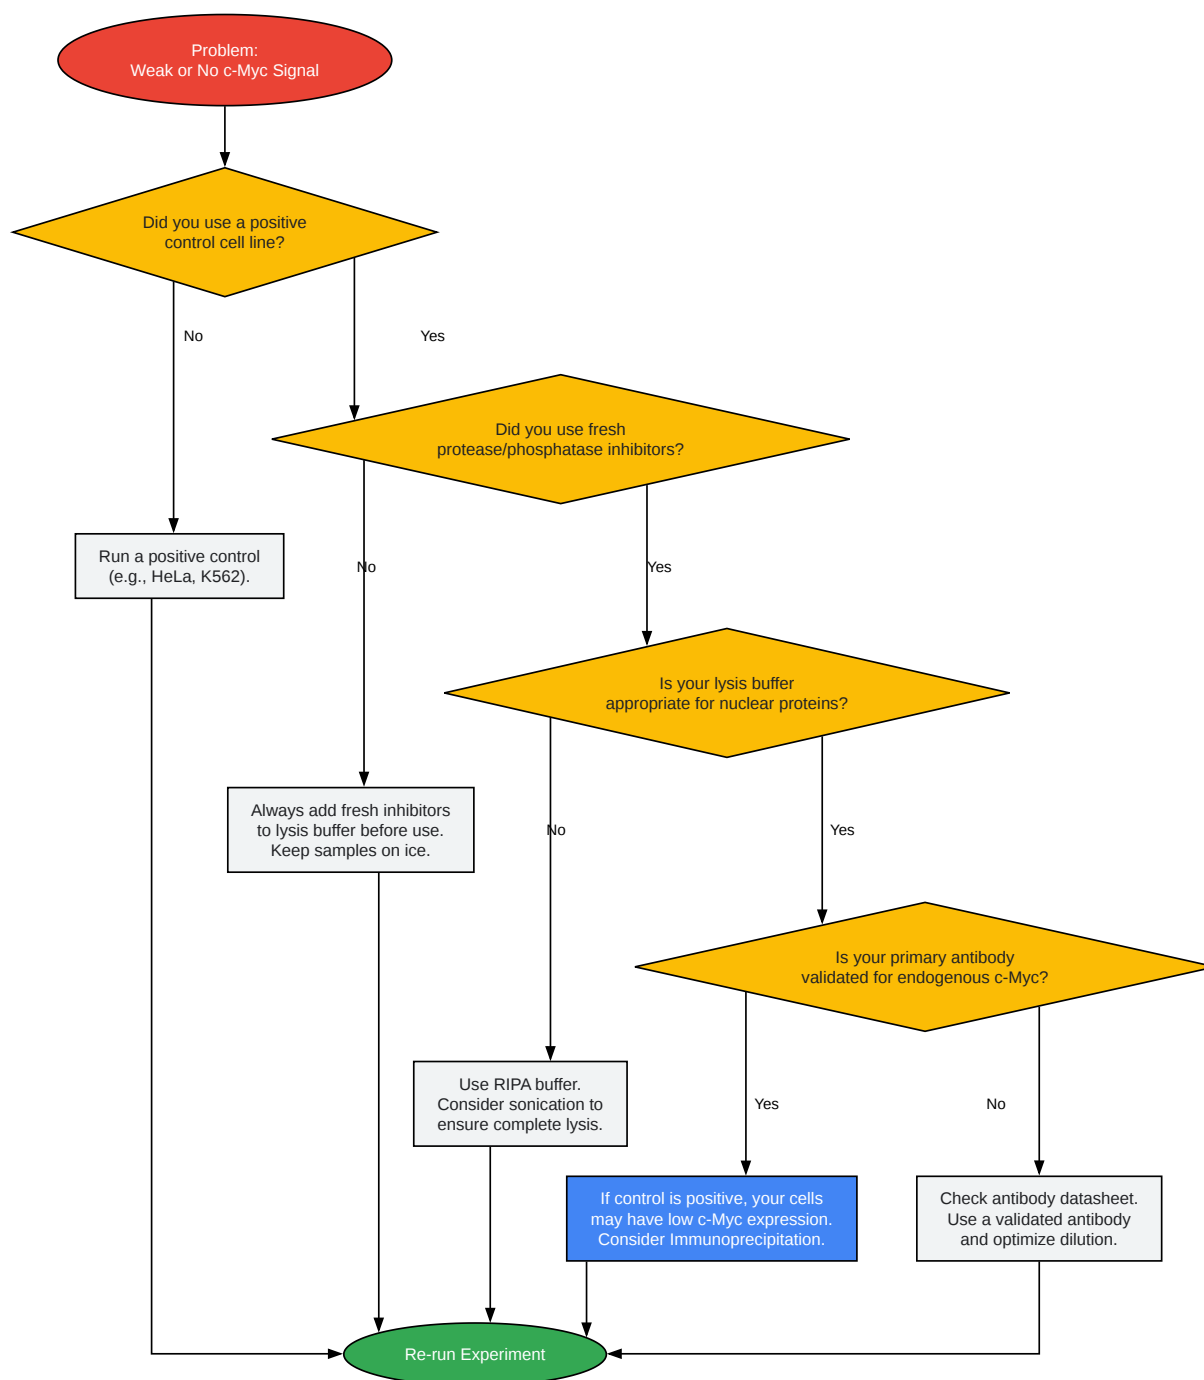 Problem:
Weak or No c-Myc Signal
Did you use a positive
control cell line?
No
Yes
Did you use fresh
protease/phosphatase inhibitors?
Run a positive control
(e.g., HeLa, K562).
No
Yes
Is your lysis buffer
appropriate for nuclear proteins?
Always add fresh inhibitors
to lysis buffer before use.
Keep samples on ice.
No
Yes
Is your primary antibody
validated for endogenous c-Myc?
Use RIPA buffer.
Consider sonication to
ensure complete lysis.
Yes
No
If control is positive, your cells
may have low c-Myc expression.
Consider Immunoprecipitation.
Check antibody datasheet.
Use a validated antibody
and optimize dilution.
Re-run Experiment